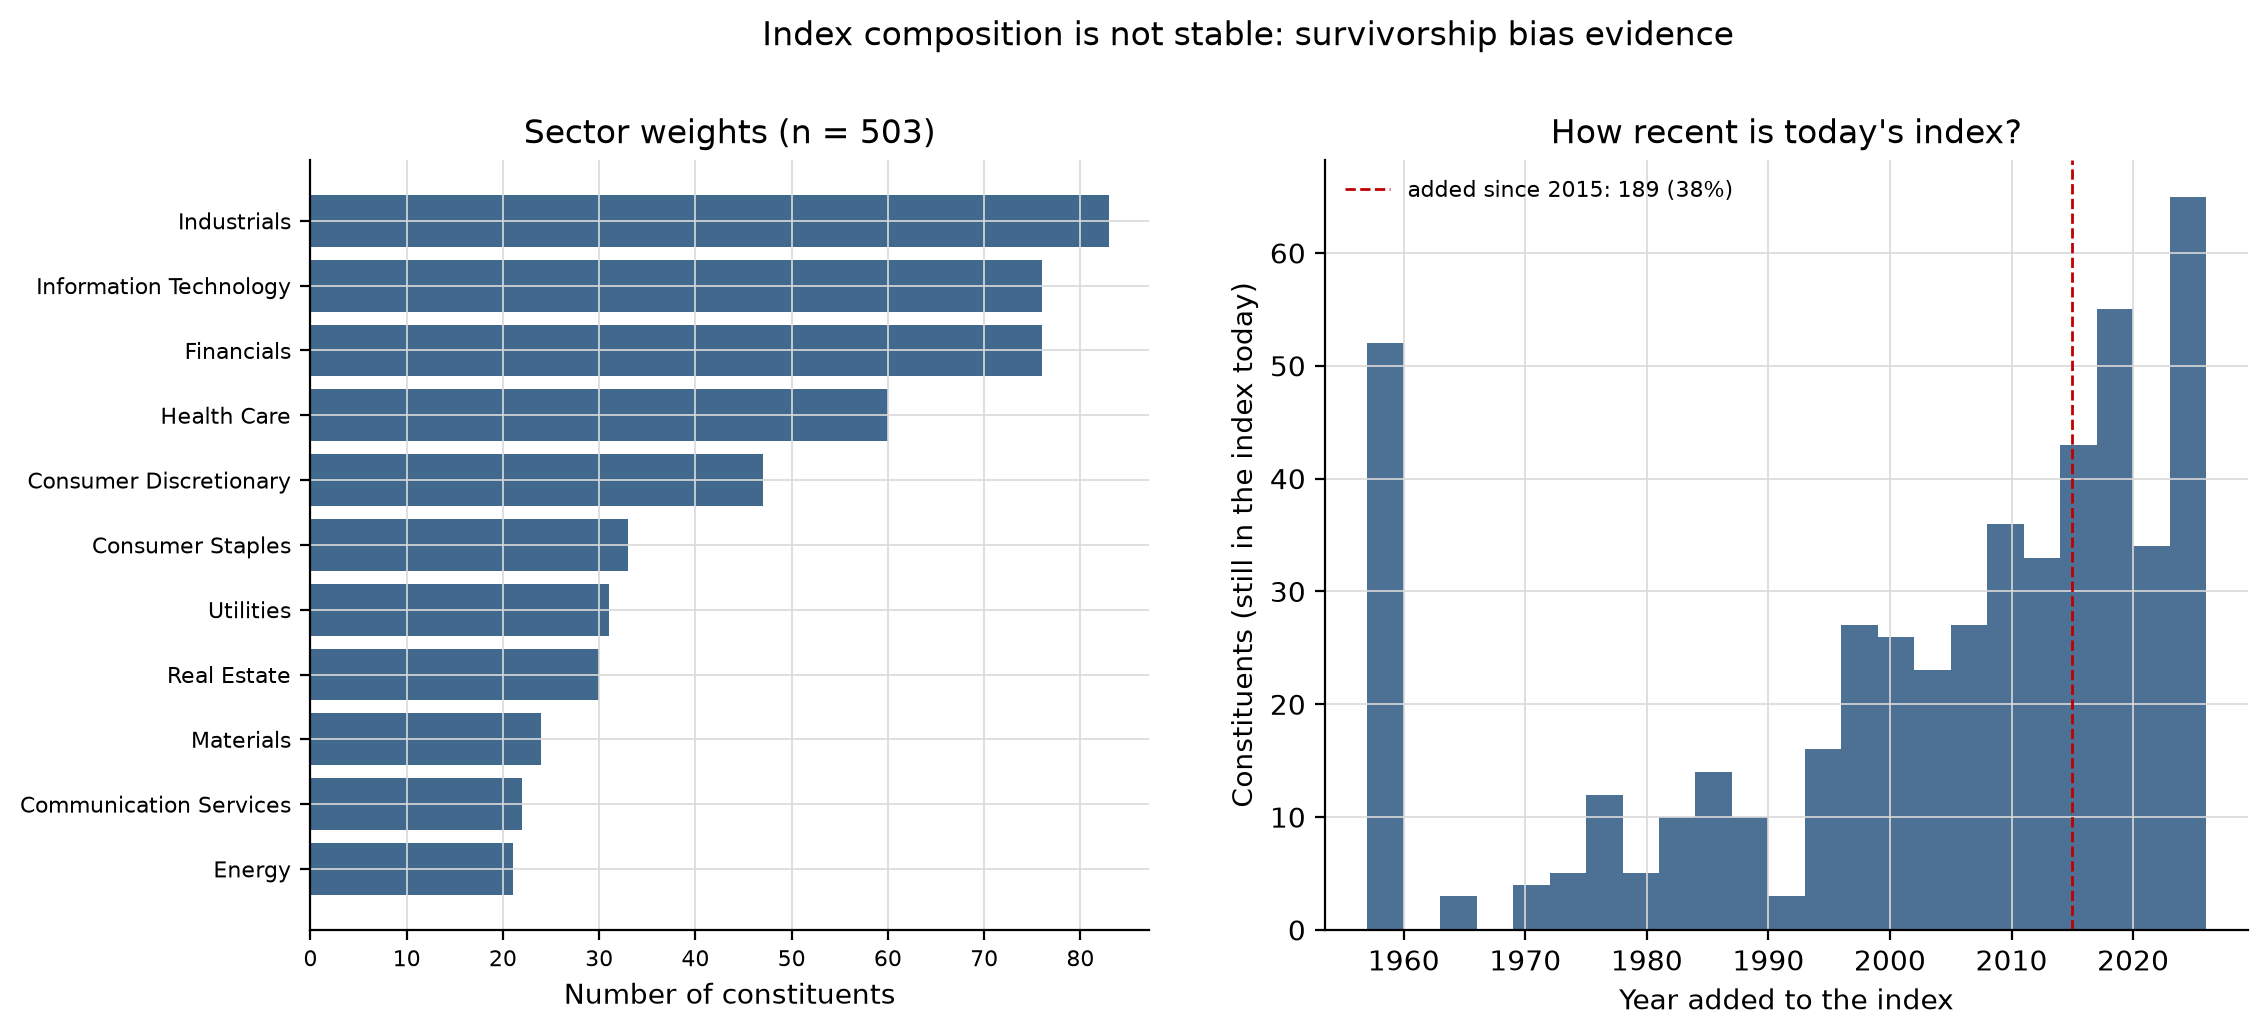 Index composition is not stable: survivorship bias evidence
Sector weights (n = 503)
Industrials
Information Technology
Financials
Health Care
Consumer Discretionary
Consumer Staples
Utilities
Real Estate
Materials
Communication Services
Energy
0 10 20 30 40 50 60 70 80
Number of constituents
How recent is today's index?
added since 2015: 189 (38%)
Constituents (still in the index today)
60
50
40
30
20
10
0
1960 1970 1980 1990 2000 2010 2020
Year added to the index